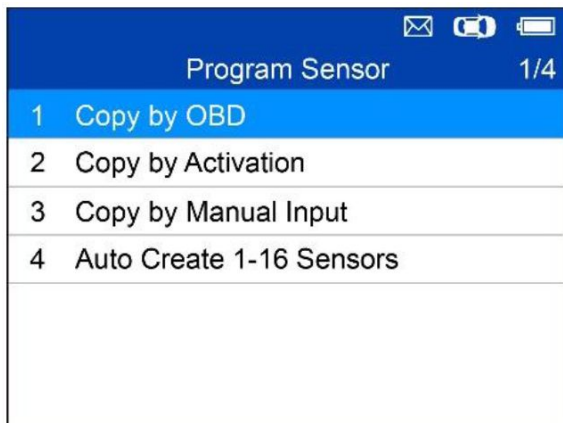 Program Sensor 1/4
1 Copy by OBD
2 Copy by Activation
3 Copy by Manual Input
4 Auto Create 1-16 Sensors